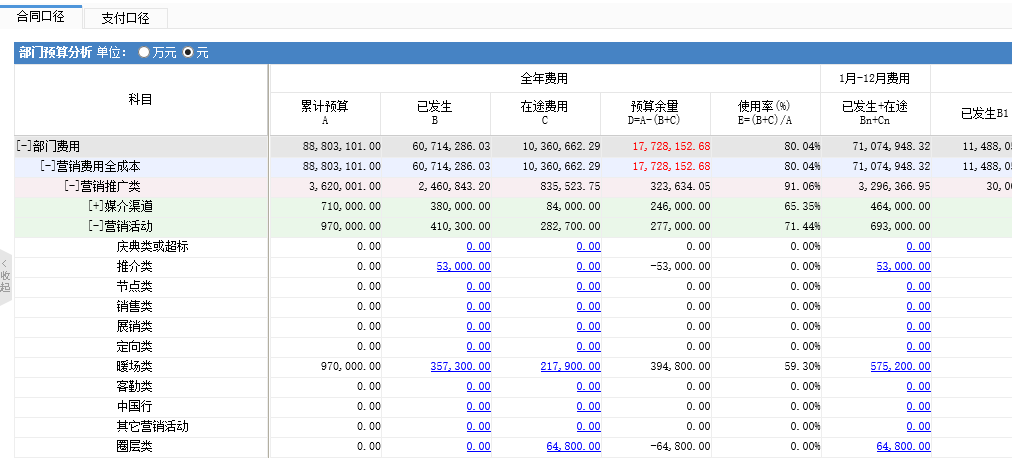 合同口径 支付口径
部门预算分析 单位: 万元 元
科目 全年费用 1月-12月费用
累计预算 已发生 在途费用 预算余量 使用率(%) 已发生+在途 已发生B1
A B C D=A-(B+C) E=(B+C)/A Bn+Cn
[-]部门费用 88,803,101.00 60,714,286.03 10,360,662.29 17,728,152.68 80.04% 71,074,948.32 11,488,05
[-]营销费用全成本 88,803,101.00 60,714,286.03 10,360,662.29 17,728,152.68 80.04% 71,074,948.32 11,488,05
[-]营销推广类 3,620,001.00 2,460,843.20 835,523.75 323,634.05 91.06% 3,296,366.95 30,00
[+]媒介渠道 710,000.00 380,000.00 84,000.00 246,000.00 65.35% 464,000.00
[-]营销活动 970,000.00 410,300.00 282,700.00 277,000.00 71.44% 693,000.00
庆典类或超标 0.00 0.00 0.00 0.00 0.00% 0.00
推介类 0.00 53,000.00 0.00 -53,000.00 0.00% 53,000.00
节点类 0.00 0.00 0.00 0.00 0.00% 0.00
销售类 0.00 0.00 0.00 0.00 0.00% 0.00
展销类 0.00 0.00 0.00 0.00 0.00% 0.00
定向类 0.00 0.00 0.00 0.00 0.00% 0.00
暖场类 970,000.00 357,300.00 217,900.00 394,800.00 59.30% 575,200.00
客勤类 0.00 0.00 0.00 0.00 0.00% 0.00
中国行 0.00 0.00 0.00 0.00 0.00% 0.00
其它营销活动 0.00 0.00 0.00 0.00 0.00% 0.00
圈层类 0.00 0.00 64,800.00 -64,800.00 0.00% 64,800.00
收起